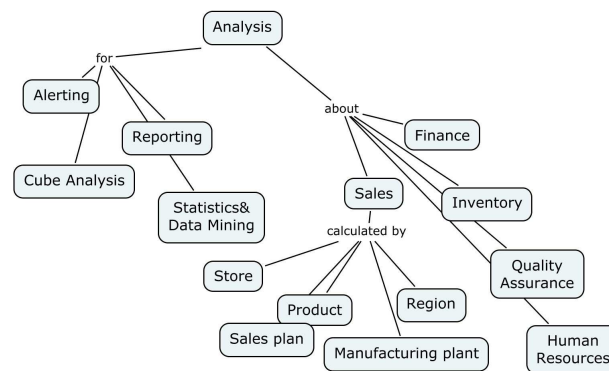 Analysis
for
Alerting
about
Finance
Reporting
Cube Analysis
Sales
Inventory
Statistics&
Data Mining
calculated by
Store
Quality
Assurance
Product
Region
Sales plan
Manufacturing plant
Human
Resources